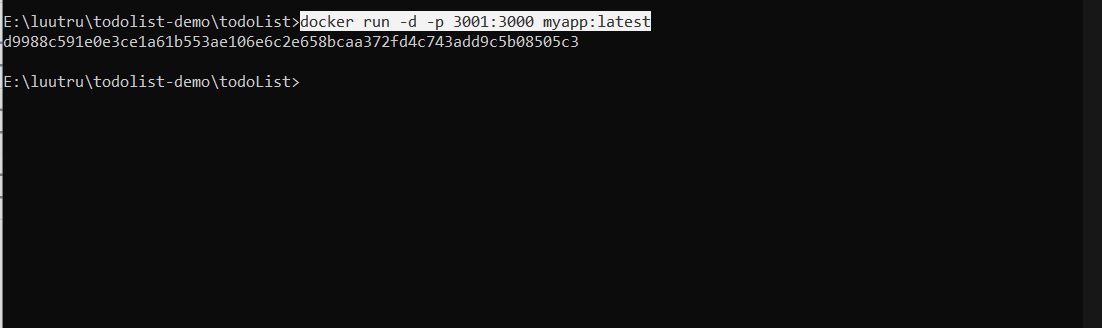 E:\luutru\todolist-demo\todoList>docker run -d -p 3001:3000 myapp:latest
d9988c591e0e3ce1a61b553ae106e6c2e658bcaa372fd4c743add9c5b08505c3
E:\luutru\todolist-demo\todoList>